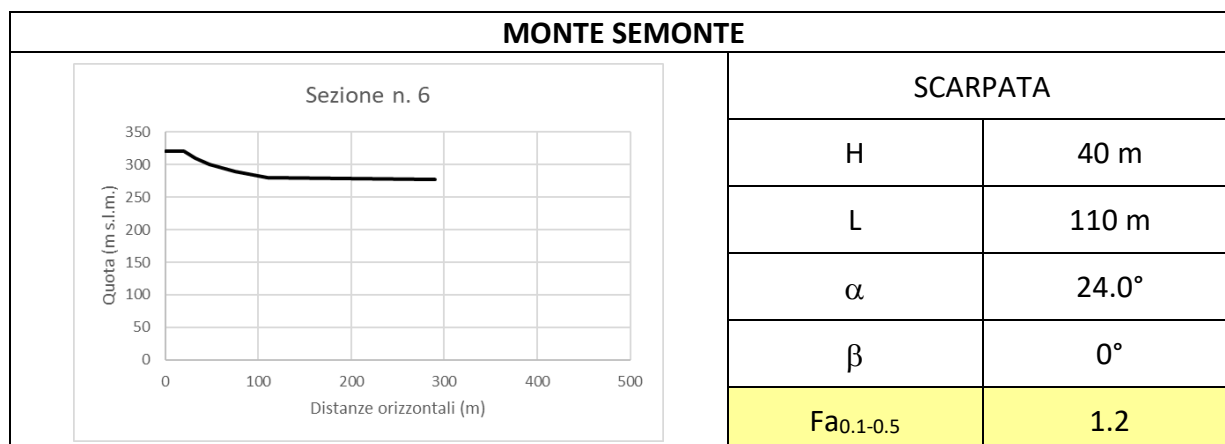 MONTE SEMONTE
Sezione n. 6
350
300
250
200
150
100
50
0
Quota (m s.l.m.)
0 100 200 300 400 500
Distanze orizzontali (m)
SCARPATA
H 40 m
L 110 m
α 24.0°
β 0°
Fa0.1-0.5 1.2